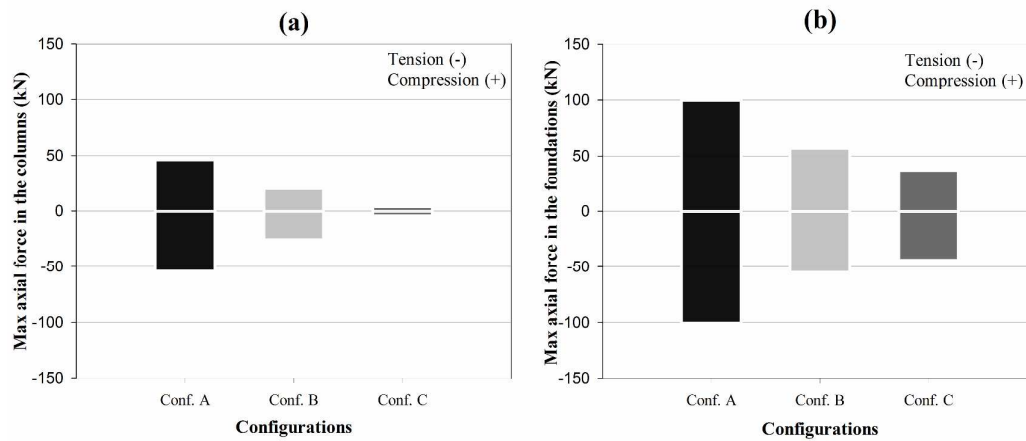 (a)
Max axial force in the columns (kN)
150
100
50
0
-50
-100
-150
Tension (-)
Compression (+)
Conf. A
Conf. B
Conf. C
Configurations
(b)
Max axial force in the foundations (kN)
150
100
50
0
-50
-100
-150
Tension (-)
Compression (+)
Conf. A
Conf. B
Conf. C
Configurations